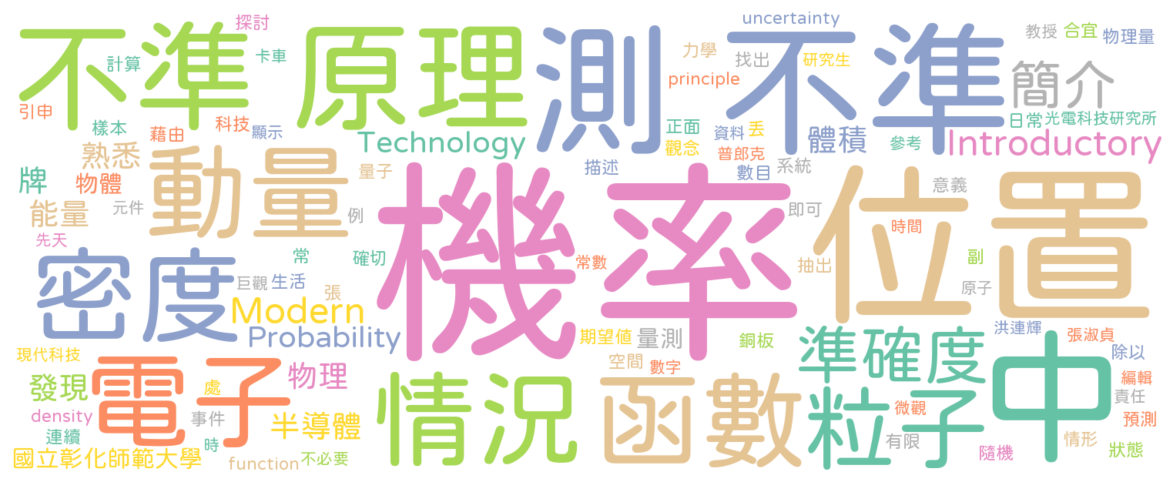 探討
uncertainty
不準
原理
測
不準
計算
卡車
力學
找出
研究生
教授
合宜
物理量
principle
簡介
引申
樣本
藉由
科技
顯示
Technology
正面
資料
丟
體積
參考
日常
光電科技研究所
Introductory
熟悉
動量
觀念
普郎克
數目
系統
牌
物體
量子
描述
機率
位置
意義
能量
元件
例
即可
時間
先天
常
確切
常數
抽出
副
密度
巨觀
生活
張
原子
Modern
Probability
期望值
量測
銅板
準確度
洪連輝
張淑貞
中
除以
現代科技
電子
物理
情況
空間
數字
函數
粒子
編輯
發現
處
微觀
責任
density
事件
半導體
預測
連續
時
有限
情形
國立彰化師範大學
function
不必要
隨機
狀態